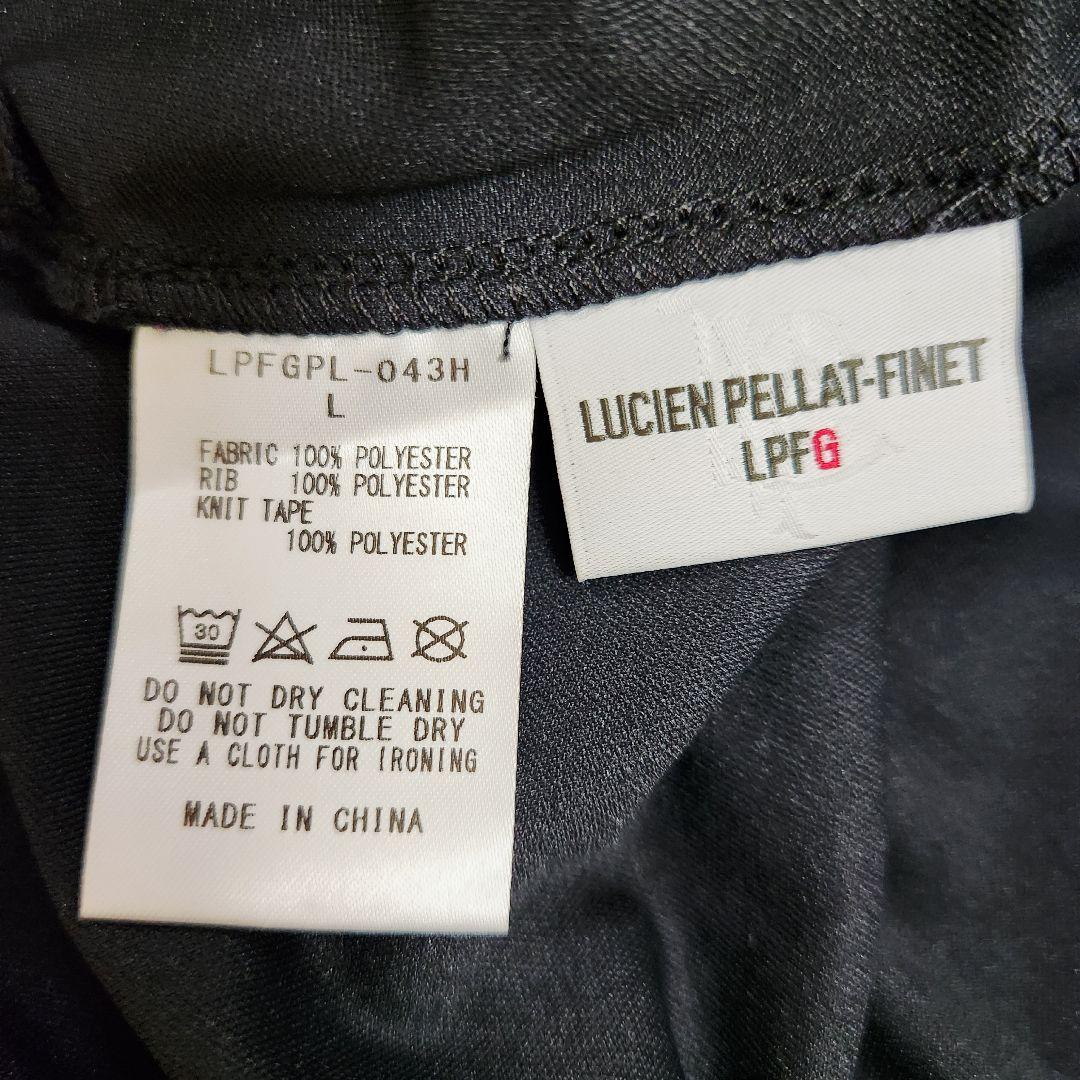 LPFGPL-043H
L
FABRIC 100% POLYESTER
RIB 100% POLYESTER
KNIT TAPE
100% POLYESTER
30
DO NOT DRY CLEANING
DO NOT TUMBLE DRY
USE A CLOTH FOR IRONING
MADE IN CHINA
LUCIEN PELLAT-FINET
LPFG